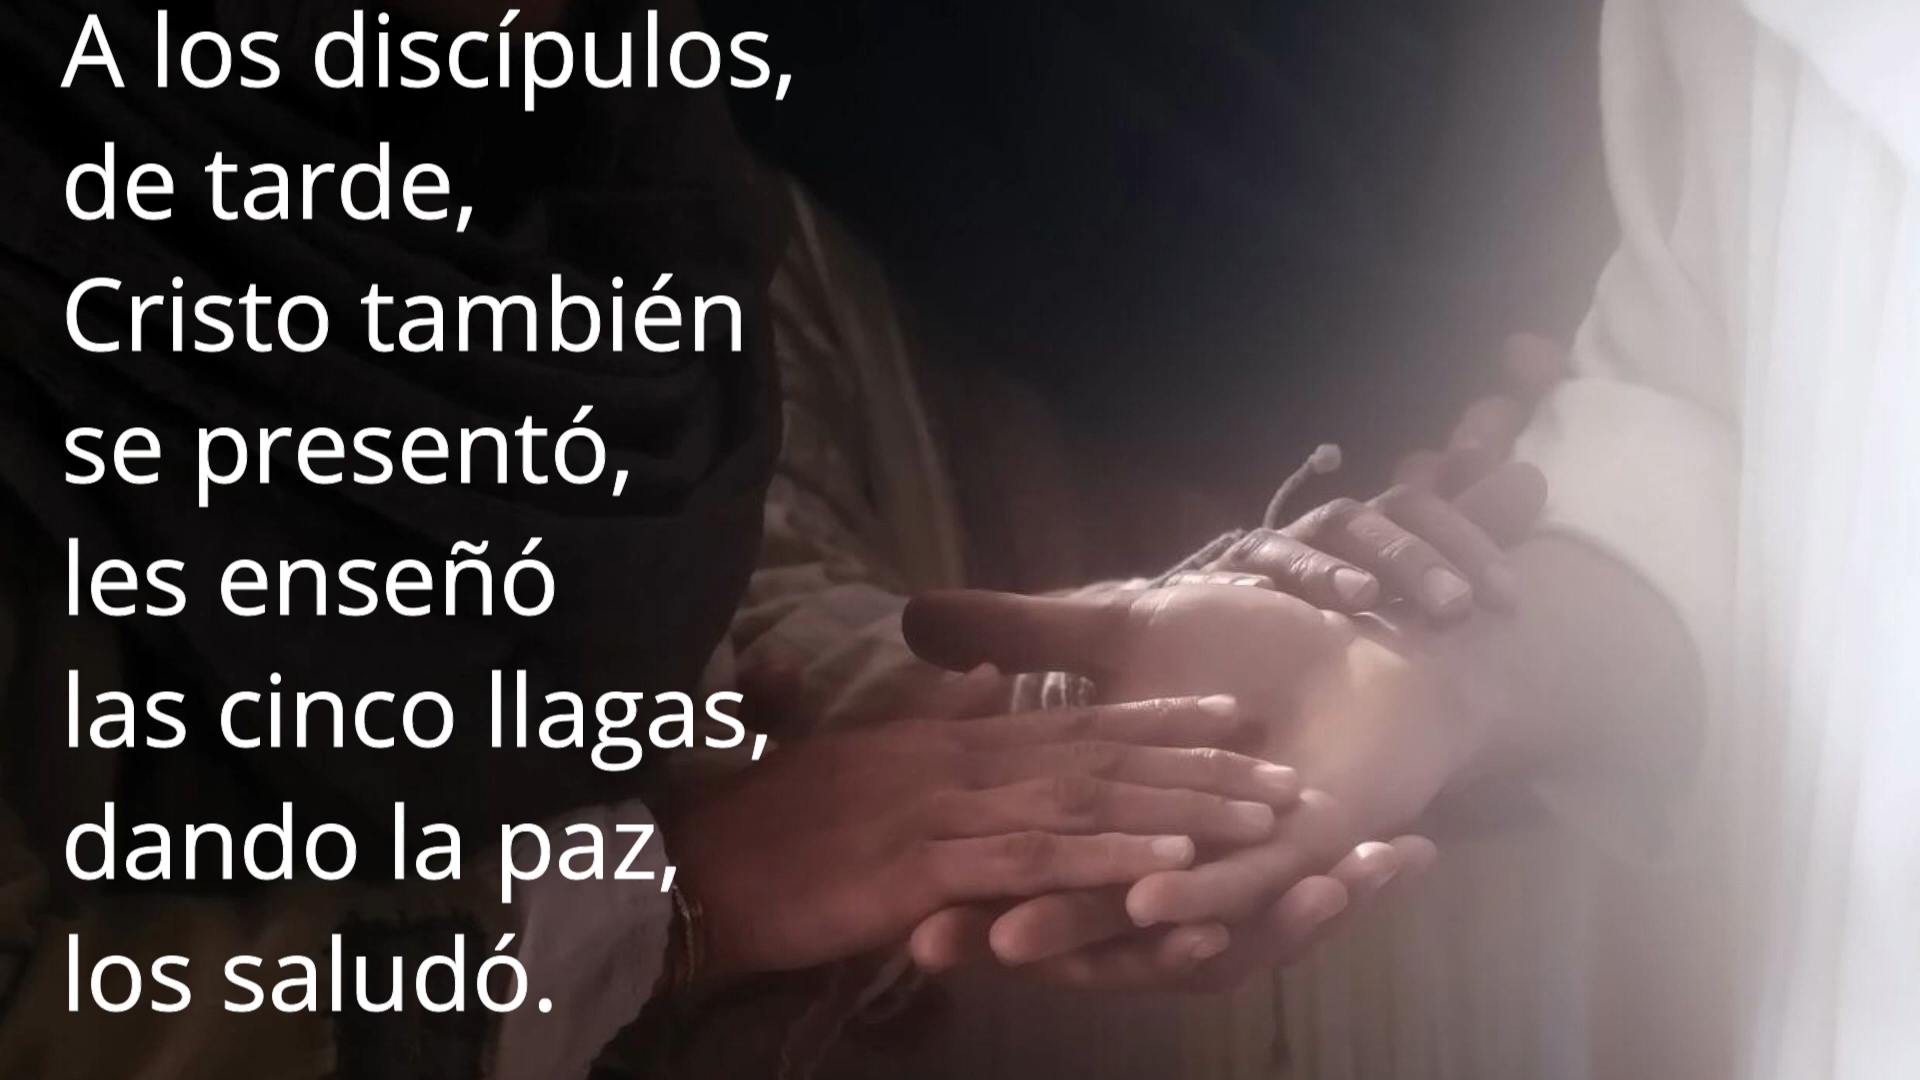 A los discípulos,
de tarde,
Cristo también
se presentó,
les enseñó
las cinco llagas,
dando la paz,
los saludó.